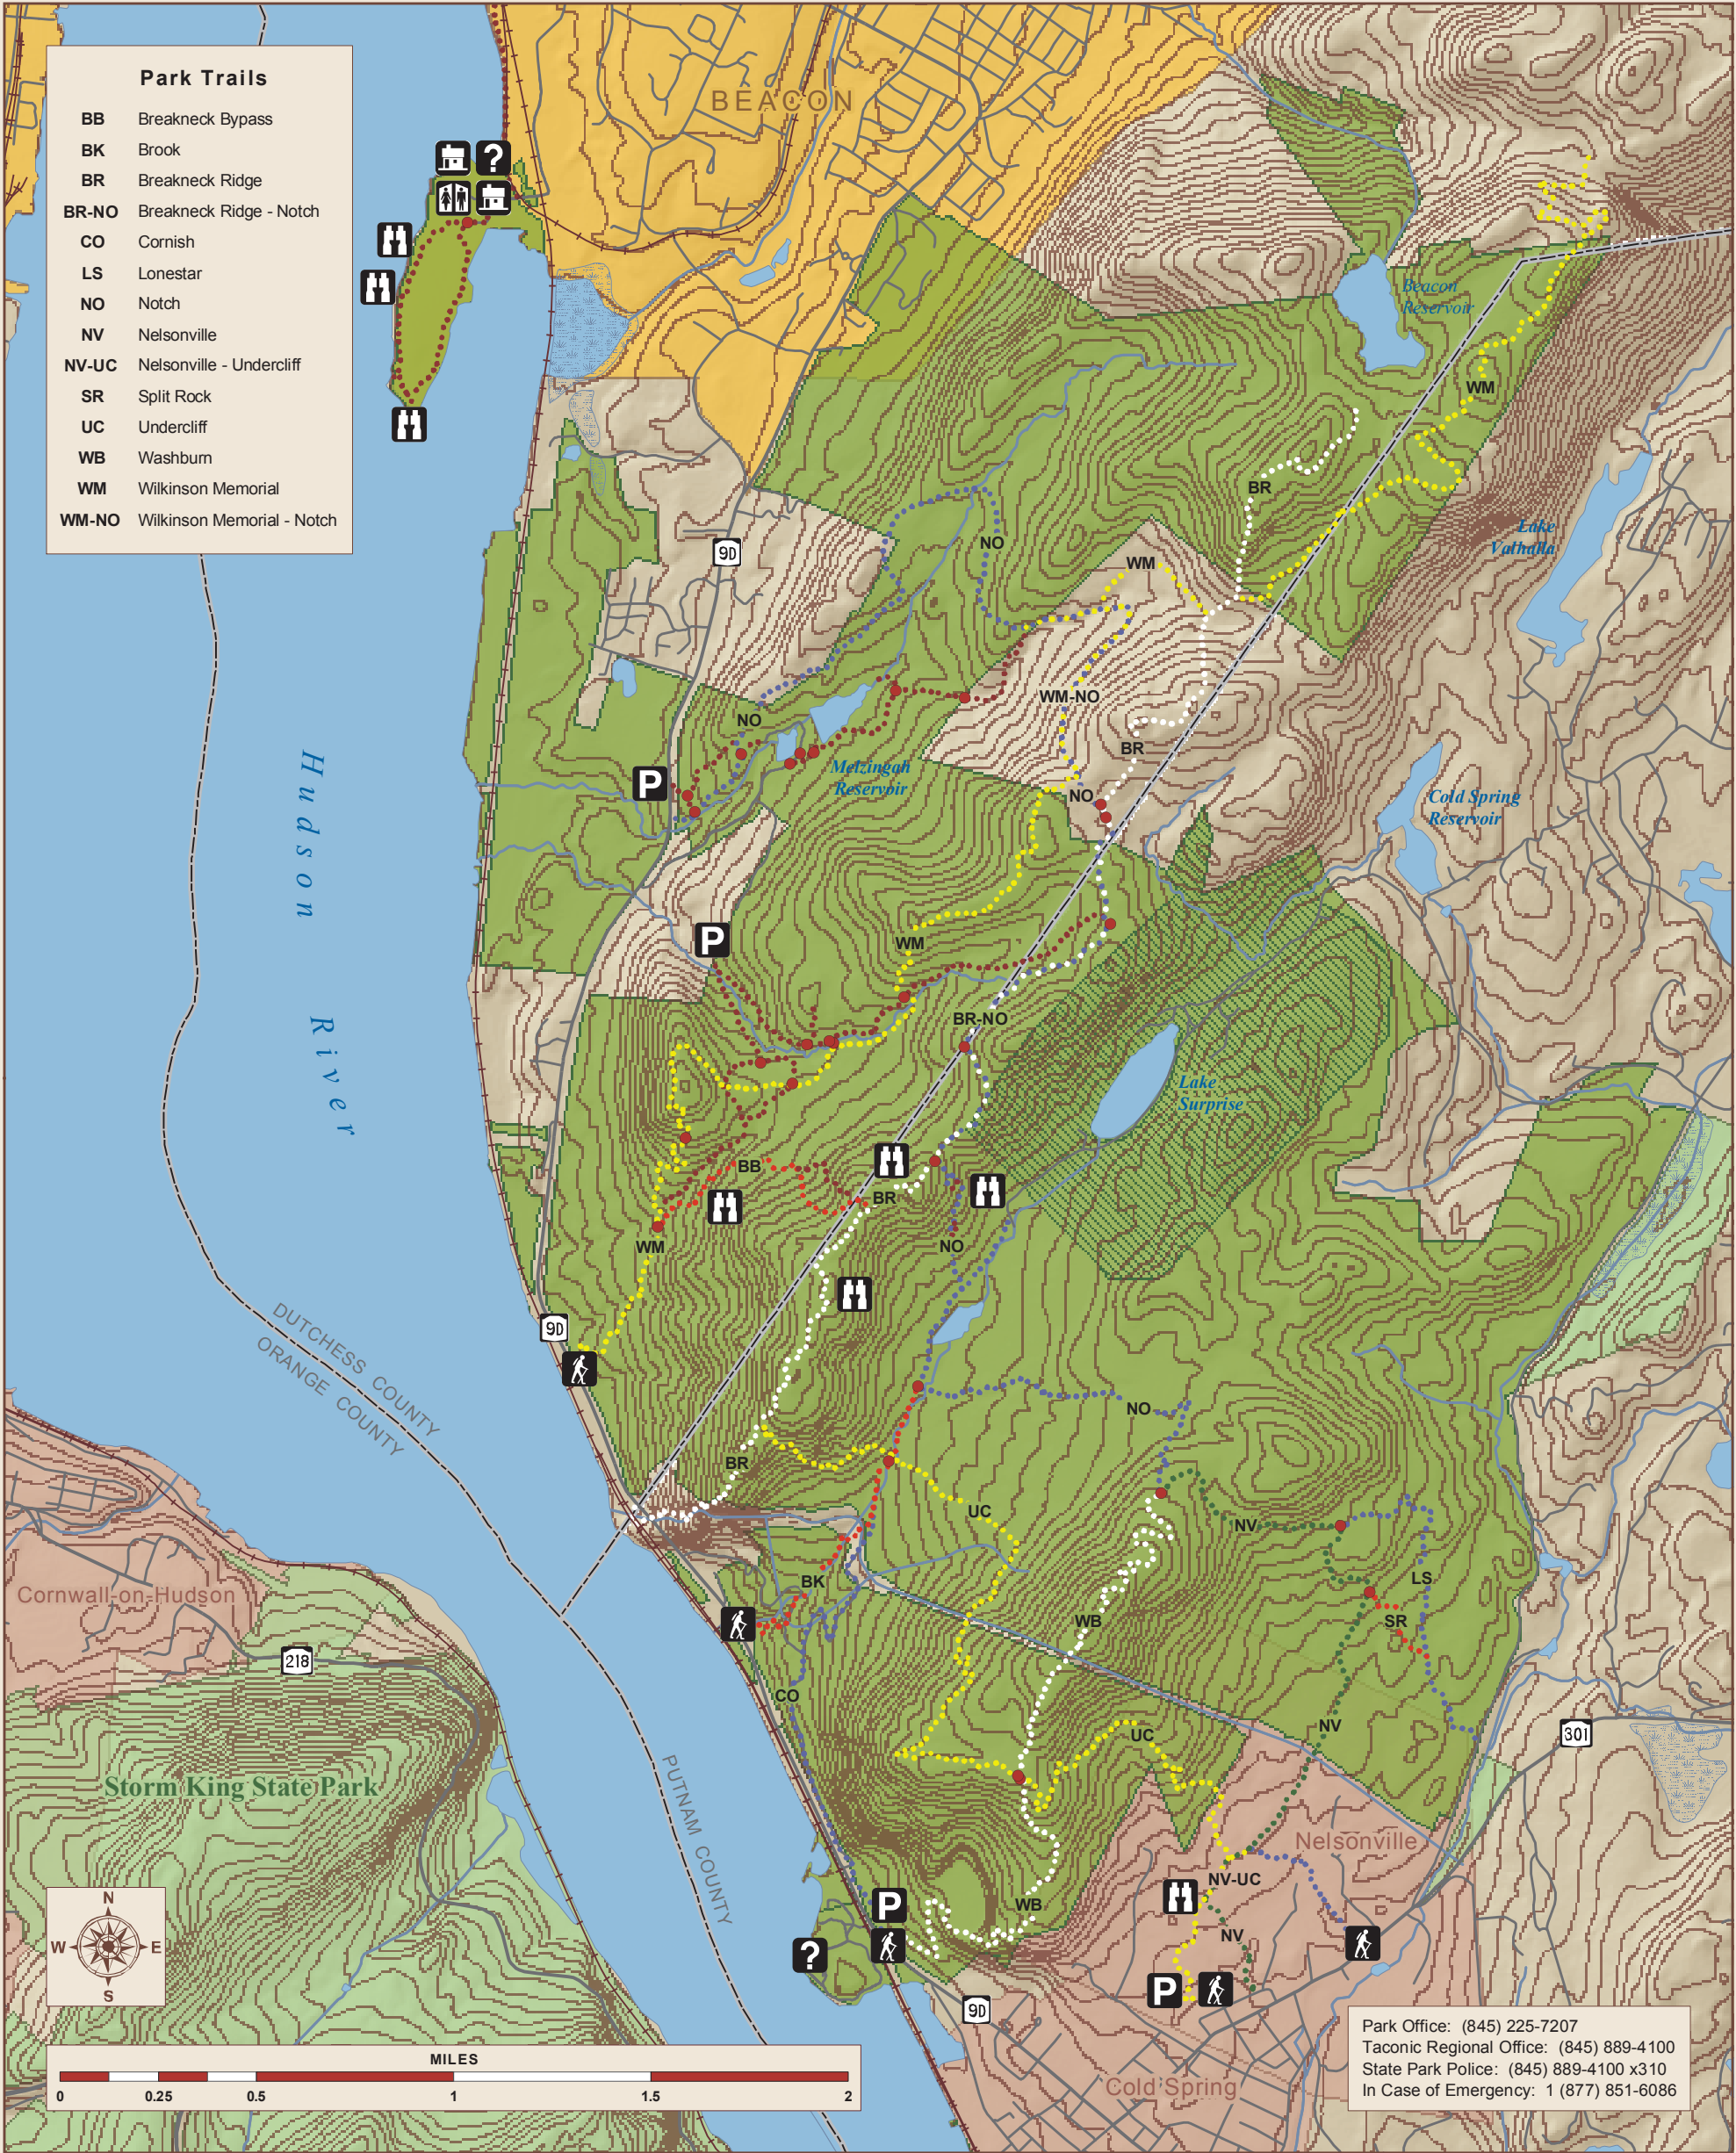 Park Trails
BB Breakneck Bypass
BK Brook
BR Breakneck Ridge
BR-NO Breakneck Ridge - Notch
CO Cornish
LS Lonestar
NO Notch
NV Nelsonville
NV-UC Nelsonville - Undercliff
SR Split Rock
UC Undercliff
WB Washburn
WM Wilkinson Memorial
WM-NO Wilkinson Memorial - Notch
BEACON
?
Beacon
Reservoir
WM
BR
Lake
Valhalla
9D
NO
WM
WM-NO
NO
BR
Melzingah
Reservoir
P
NO
Cold Spring
Reservoir
Hudson
River
P
WM
BR-NO
Lake
Surprise
BB
BR
WM
NO
9D
DUTCHESS COUNTY
ORANGE COUNTY
NO
BR
UC
NV
BK
LS
Cornwall-on-Hudson
WB
SR
218
CO
NV
UC
301
Storm King State Park
PUTNAM COUNTY
Nelsonville
NV-UC
P
WB
NV
?
N
W E
S
P
9D
Cold Spring
MILES
0 0.25 0.5 1 1.5 2
Park Office: (845) 225-7207
Taconic Regional Office: (845) 889-4100
State Park Police: (845) 889-4100 x310
In Case of Emergency: 1 (877) 851-6086